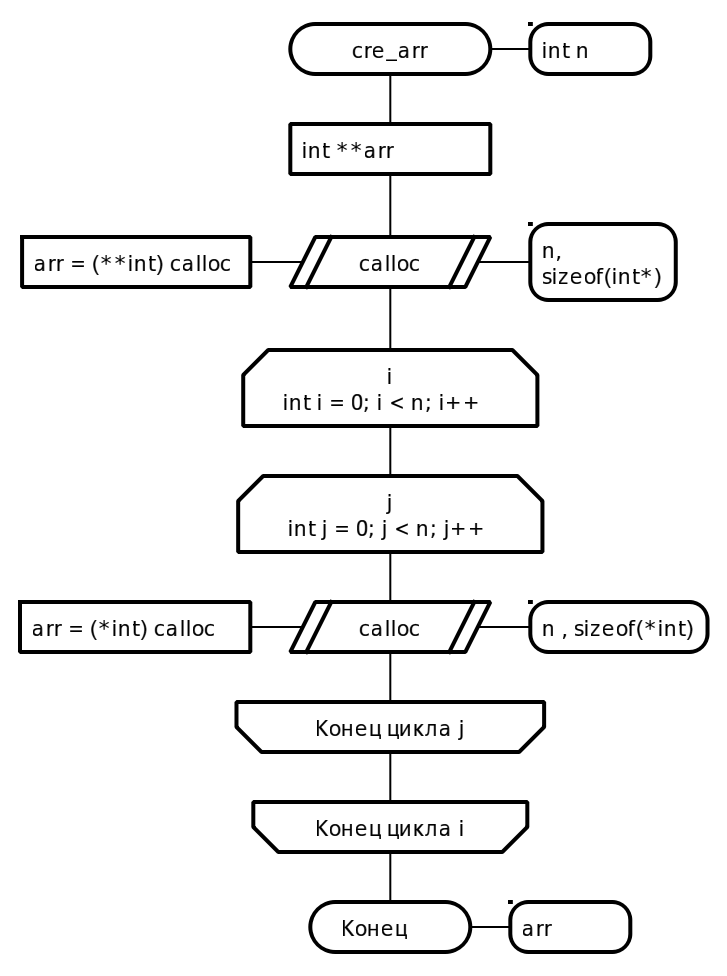 cre_arr
int n
int **arr
arr = (**int) calloc
calloc
n,
sizeof(int*)
i
int i = 0; i < n; i++
j
int j = 0; j < n; j++
arr = (*int) calloc
calloc
n , sizeof(*int)
Конец цикла j
Конец цикла i
Конец
arr